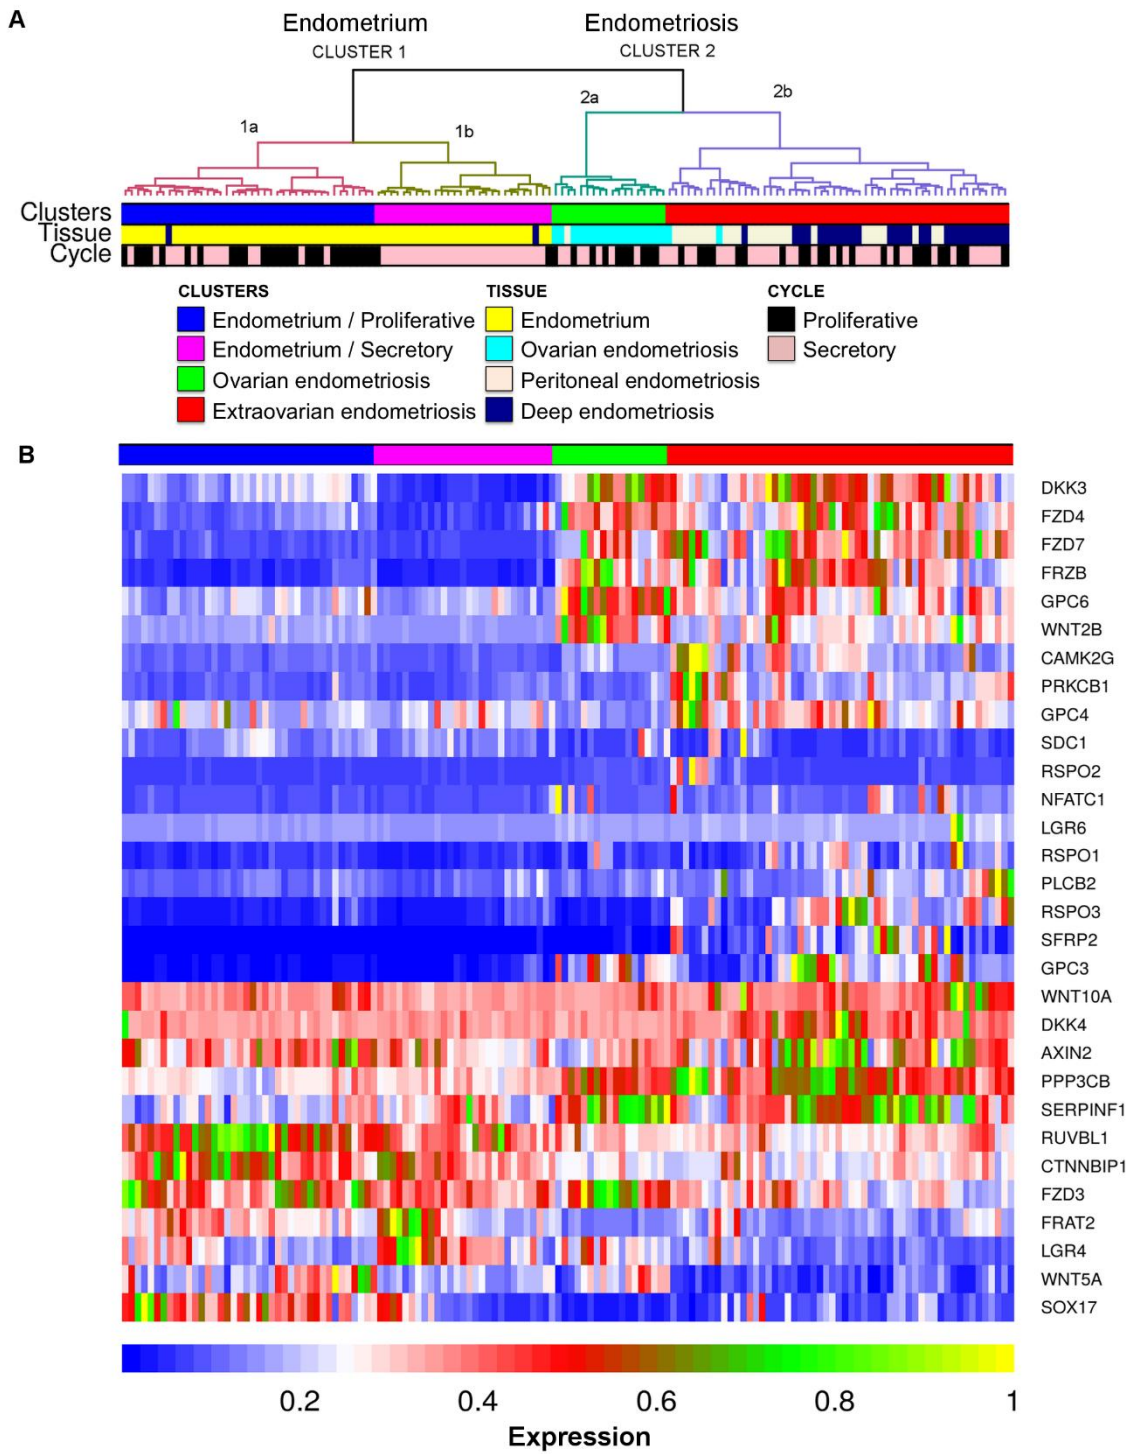 A
Endometrium Endometriosis
CLUSTER 1 CLUSTER 2
2a 2b
1a 1b
Clusters
Tissue
Cycle
CLUSTERS TISSUE CYCLE
Endometrium / Proliferative Endometrium Proliferative
Endometrium / Secretory Ovarian endometriosis Secretory
Ovarian endometriosis Peritoneal endometriosis
Extraovarian endometriosis Deep endometriosis
B
DKK3
FZD4
FZD7
FRZB
GPC6
WNT2B
CAMK2G
PRKCB1
GPC4
SDC1
RSPO2
NFATC1
LGR6
RSPO1
PLCB2
RSPO3
SFRP2
GPC3
WNT10A
DKK4
AXIN2
PPP3CB
SERPINF1
RUVBL1
CTNNBIP1
FZD3
FRAT2
LGR4
WNT5A
SOX17
0.2 0.4 0.6 0.8 1
Expression